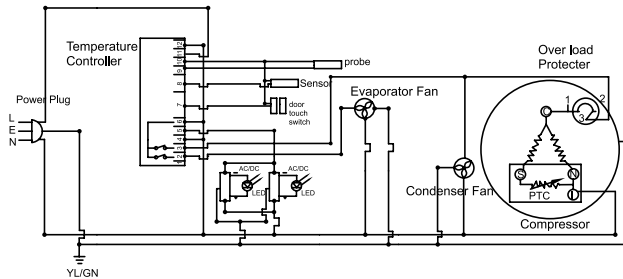 Temperature
Controller
12
11
10
9
8
7
6
5
4
3
2
1
probe
Sensor
door
touch
switch
Over load
Protecter
1
2
3
C
Evaporator Fan
Power Plug
L
E
N
AC/DC
LED
AC/DC
LED
Condenser Fan
S
N
PTC
L
Compressor
YL/GN